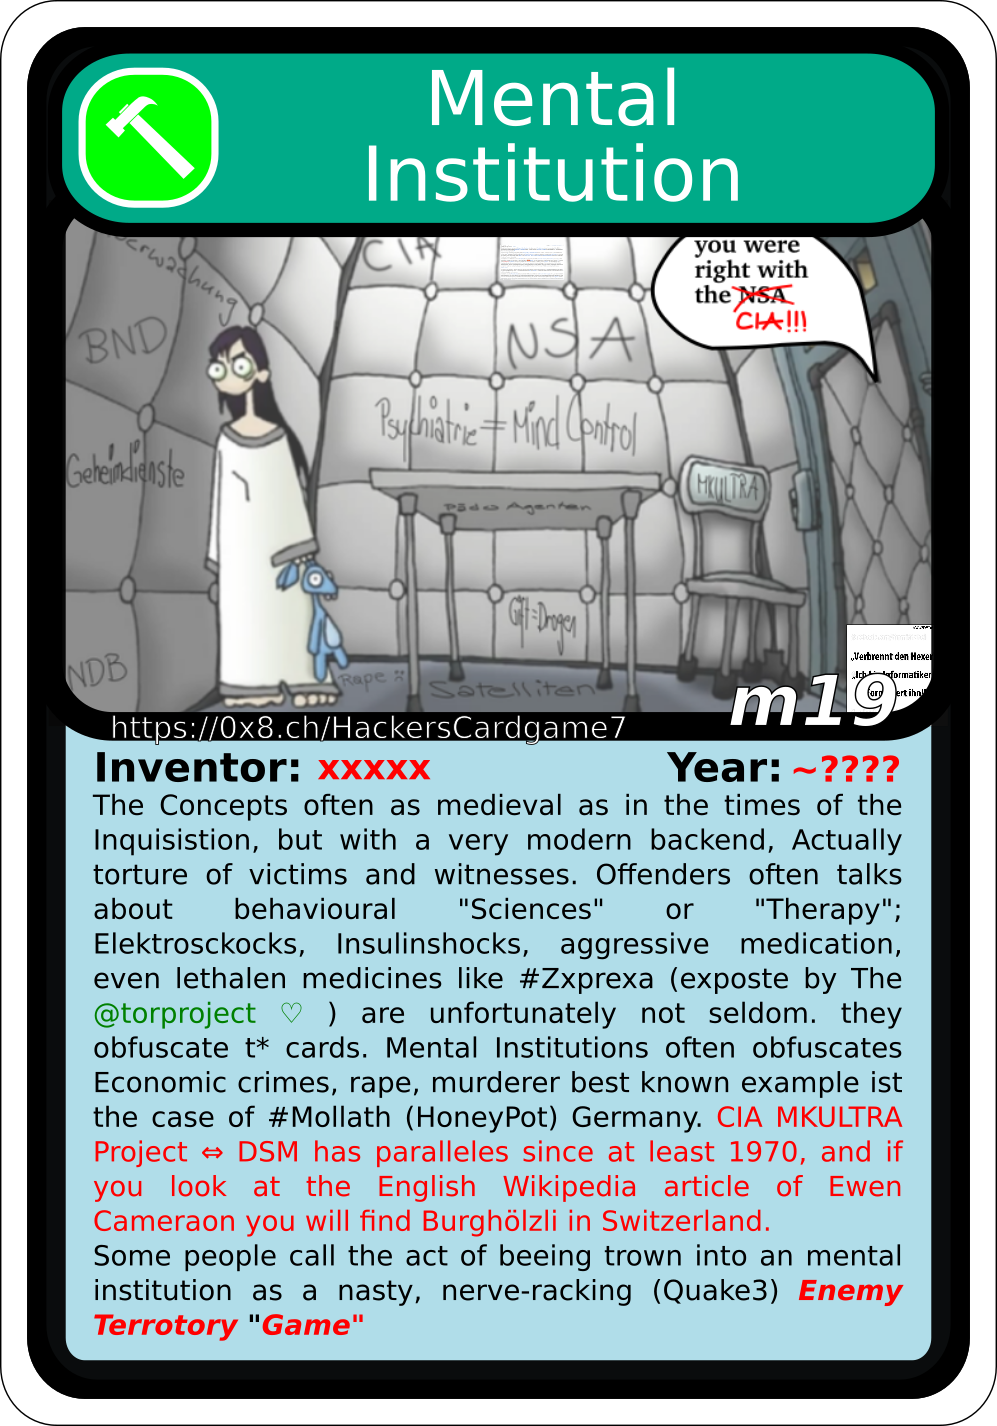 Mental
Institution
CIA
you were
right with
the NSA
CIA!!!
BND
NSA
Psychiatrie = Mind Control
Geheimdienste
MKULTRA
Pädo Agenten
Gift=Drogen
NDB
Rape
Satelliten
„Verbrennt den Hexer
m19
https://0x8.ch/HackersCardgame7
Inventor: xxxxx Year: ~????
The Concepts often as medieval as in the times of the
Inquisistion, but with a very modern backend, Actually
torture of victims and witnesses. Offenders often talks
about behavioural "Sciences" or "Therapy";
Elektrosckocks, Insulinshocks, aggressive medication,
even lethalen medicines like #Zxprexa (exposte by The
@torproject ♡ ) are unfortunately not seldom. they
obfuscate t* cards. Mental Institutions often obfuscates
Economic crimes, rape, murderer best known example ist
the case of #Mollath (HoneyPot) Germany. CIA MKULTRA
Project ⇔ DSM has paralleles since at least 1970, and if
you look at the English Wikipedia article of Ewen
Cameraon you will find Burghölzli in Switzerland.
Some people call the act of beeing trown into an mental
institution as a nasty, nerve-racking (Quake3) Enemy
Terrotory "Game"